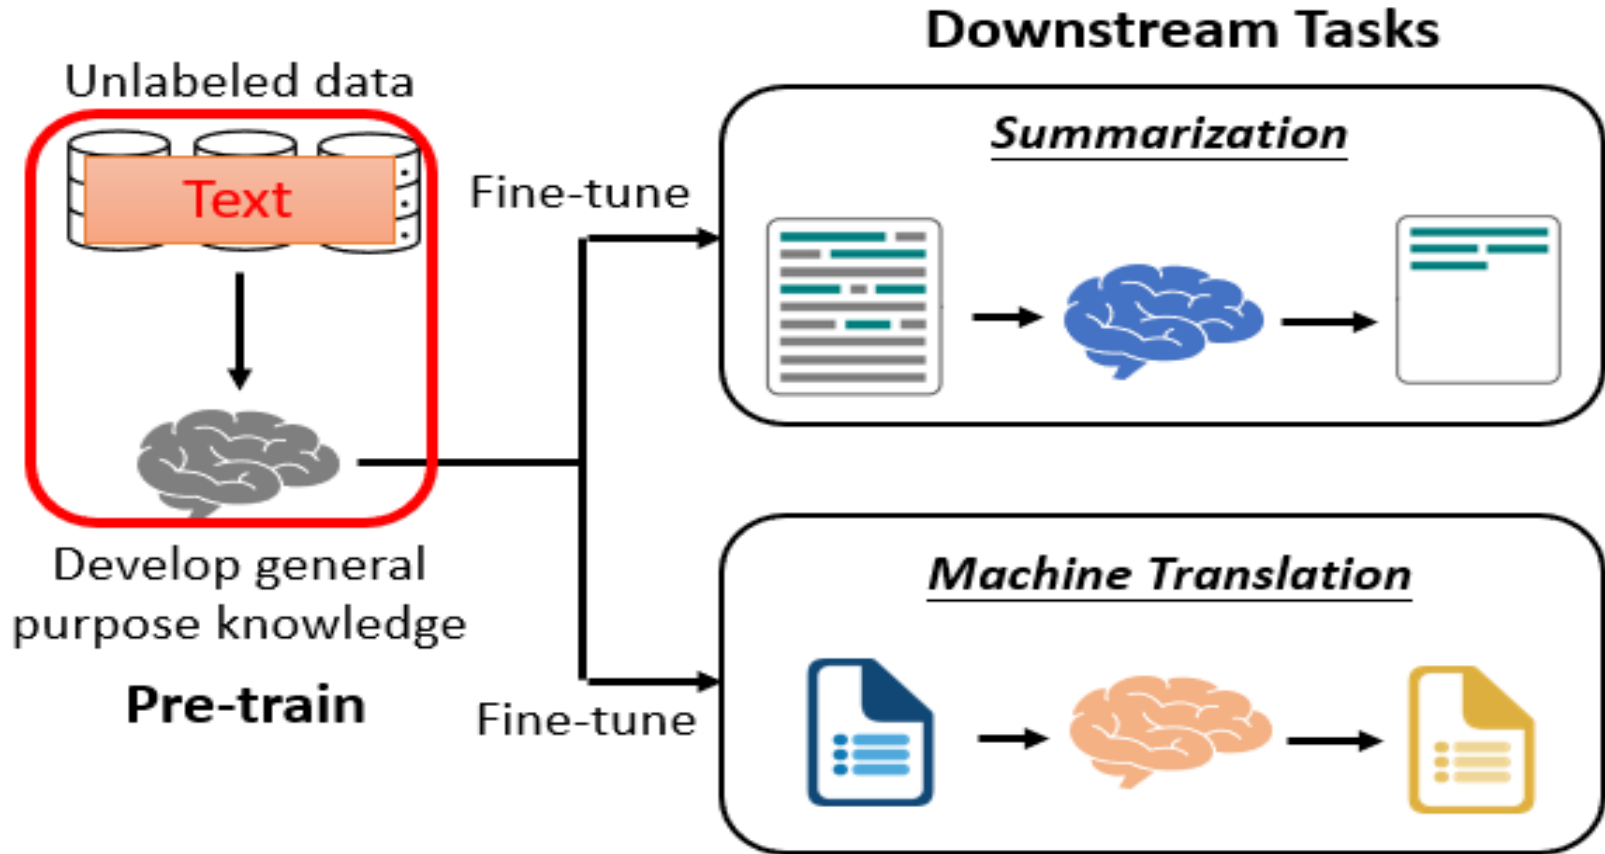 Downstream Tasks
Unlabeled data
Text
Develop general
purpose knowledge
Pre-train
Fine-tune
Summarization
Fine-tune
Machine Translation